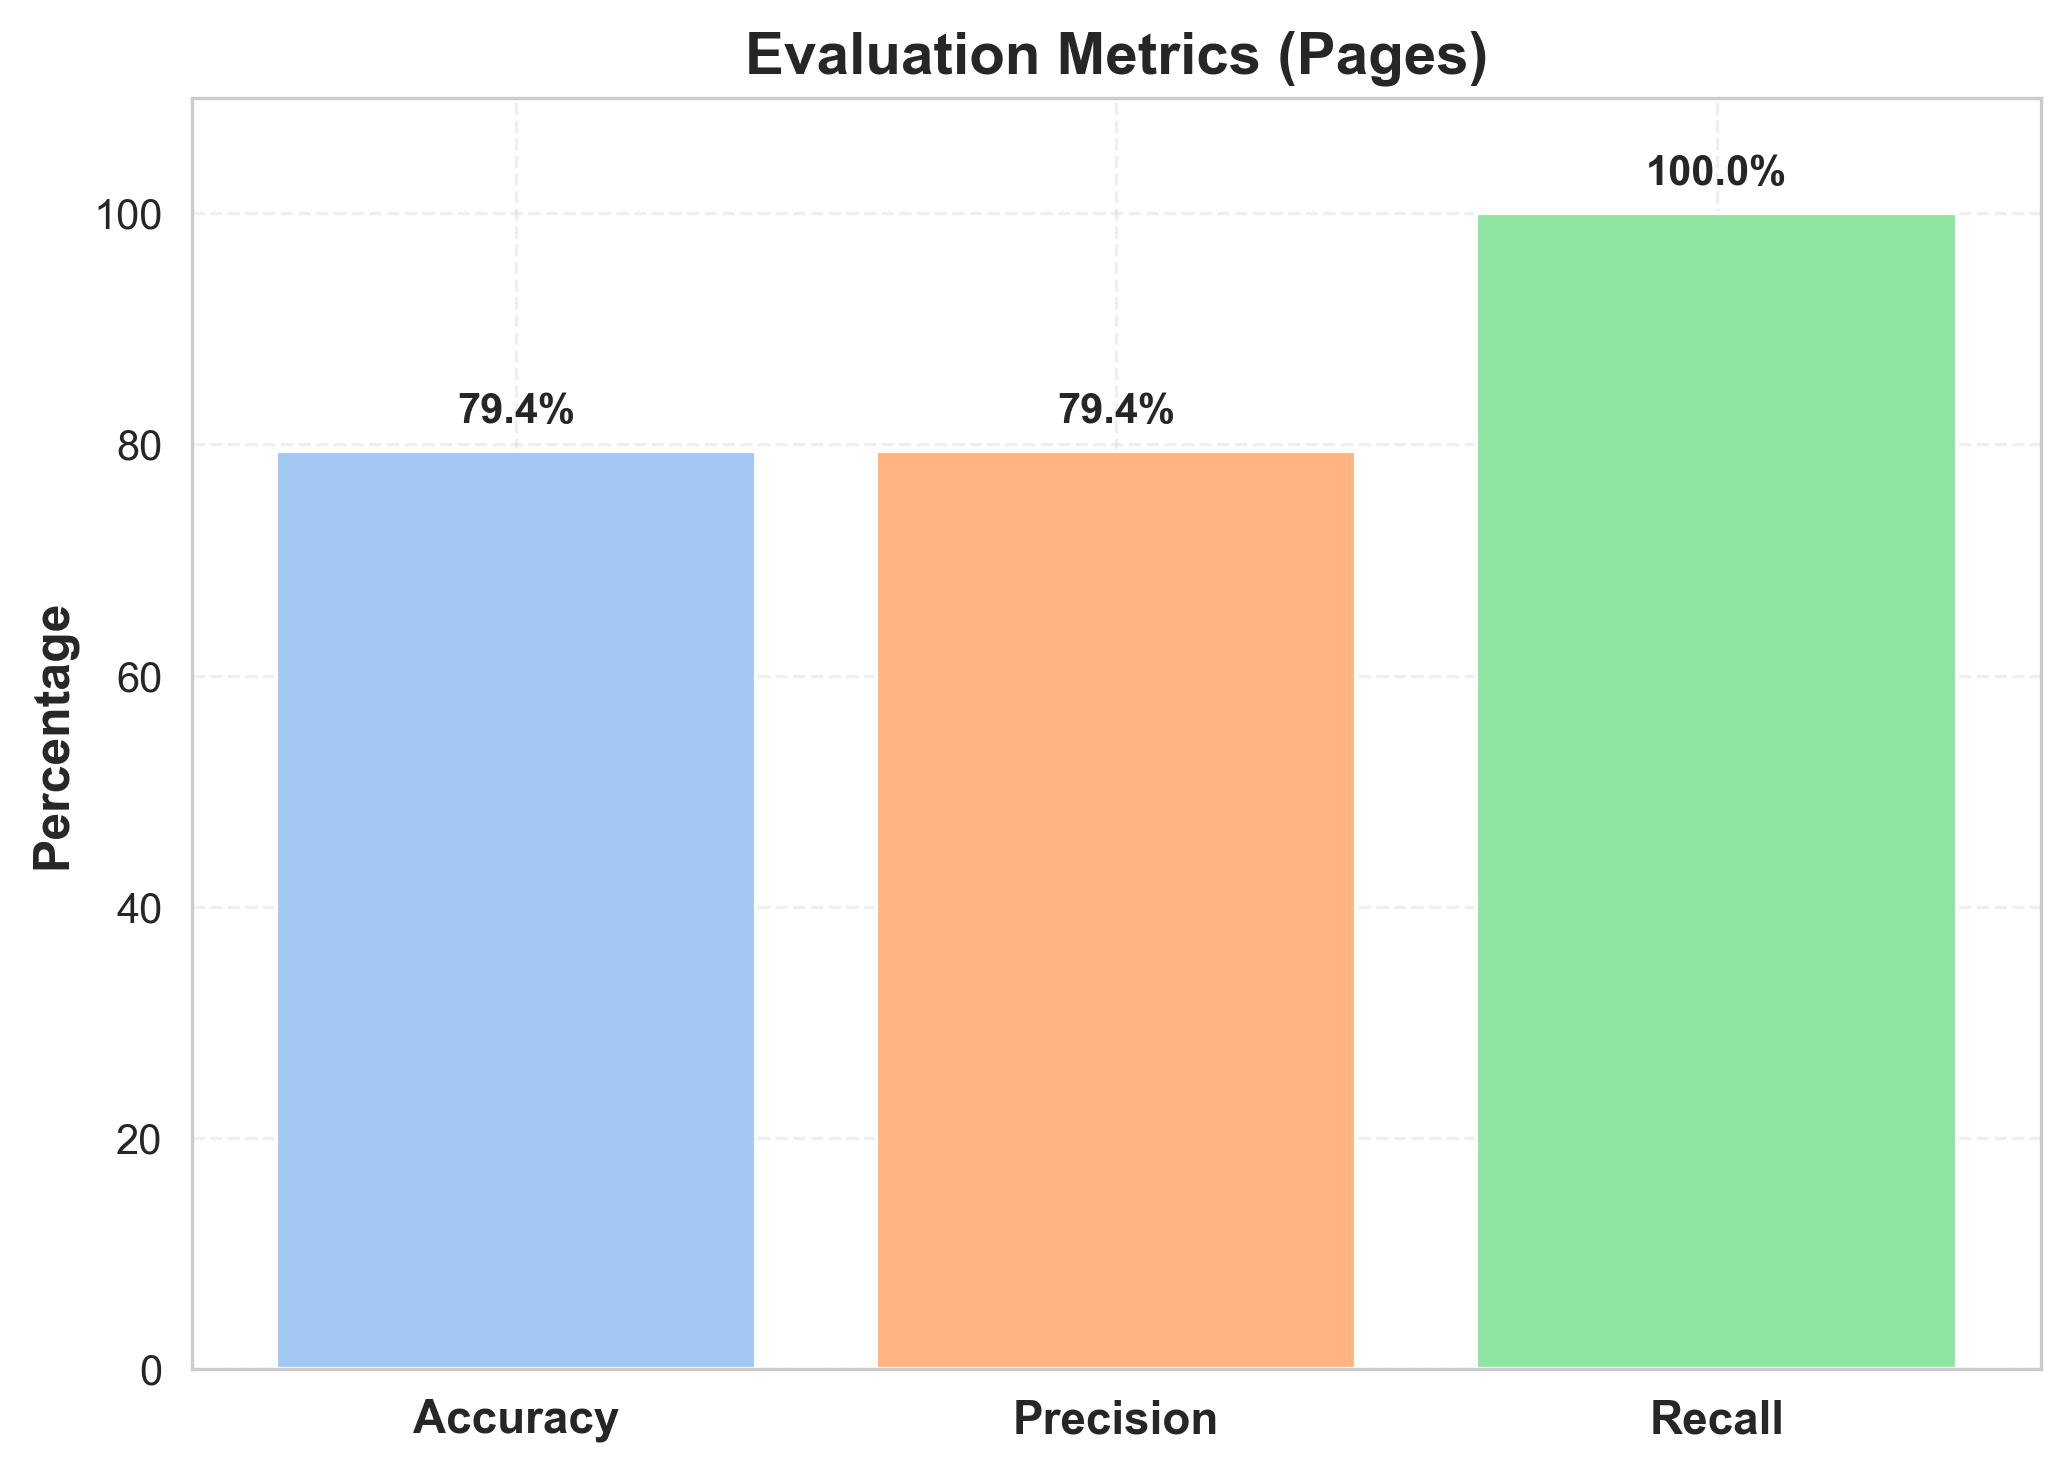 Evaluation Metrics (Pages)
100.0%
100
79.4%
79.4%
80
60
Percentage
40
20
0
Accuracy
Precision
Recall